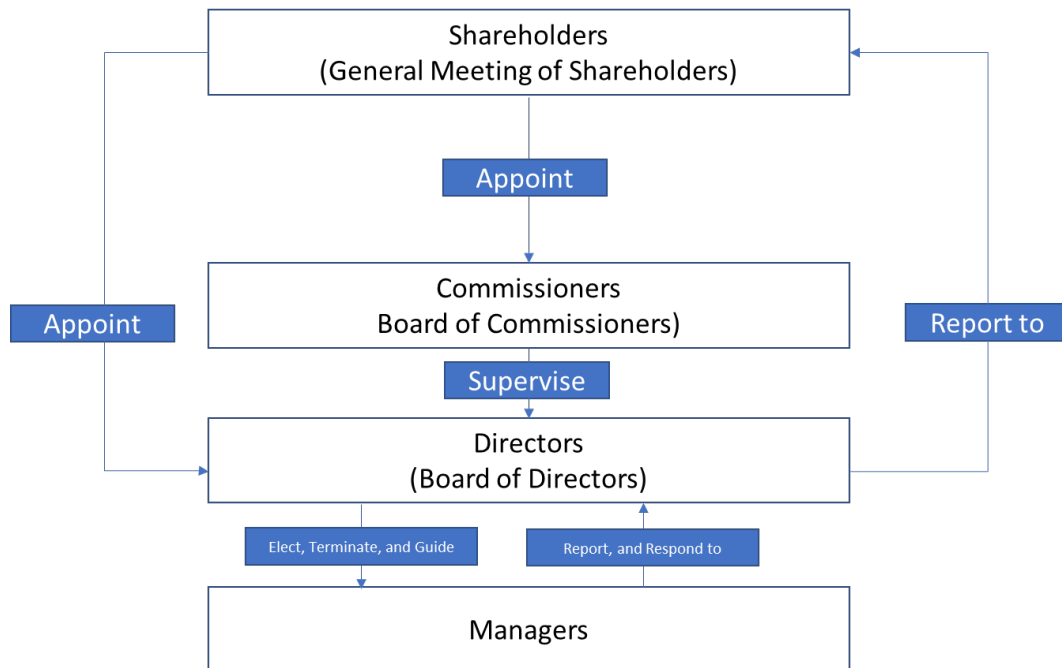 Shareholders
(General Meeting of Shareholders)
Appoint
Commissioners
Board of Commissioners)
Appoint
Report to
Supervise
Directors
(Board of Directors)
Elect, Terminate, and Guide
Report, and Respond to
Managers